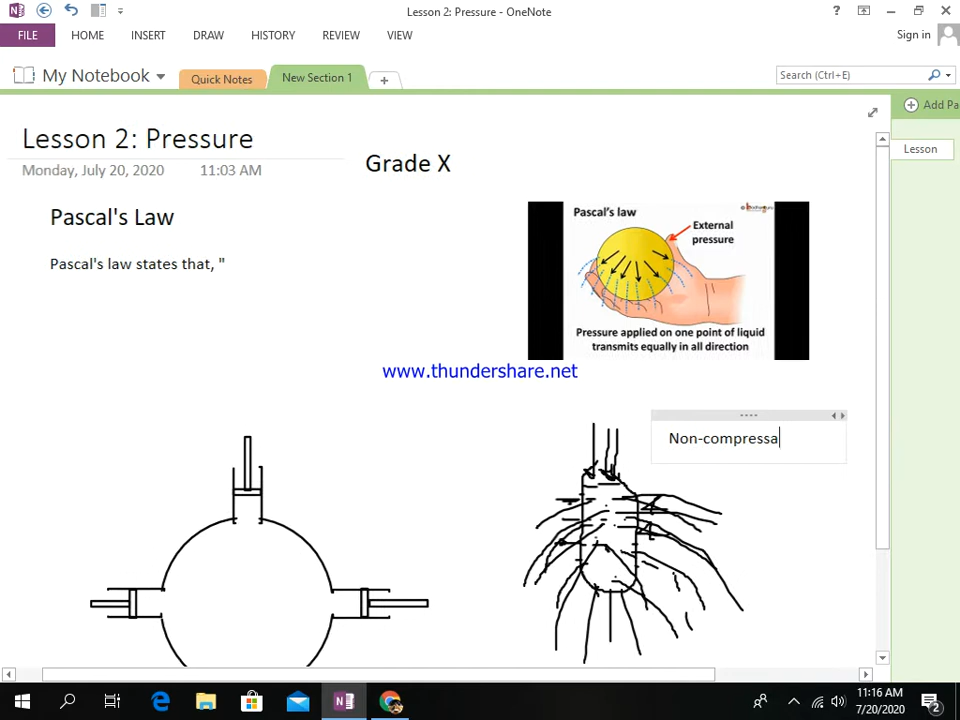 Lesson 2: Pressure - OneNote
?
Sign in
FILE HOME INSERT DRAW HISTORY REVIEW VIEW
My Notebook Quick Notes New Section 1 + Search (Ctrl+E)
Add Pa
Lesson
Lesson 2: Pressure
Monday, July 20, 2020 11:03 AM
Grade X
Pascal's Law
Pascal's law states that, "
Pascal's law
External
pressure
Pressure applied on one point of liquid
transmits equally in all direction
www.thundershare.net
Non-compressa
11:16 AM
7/20/2020
2